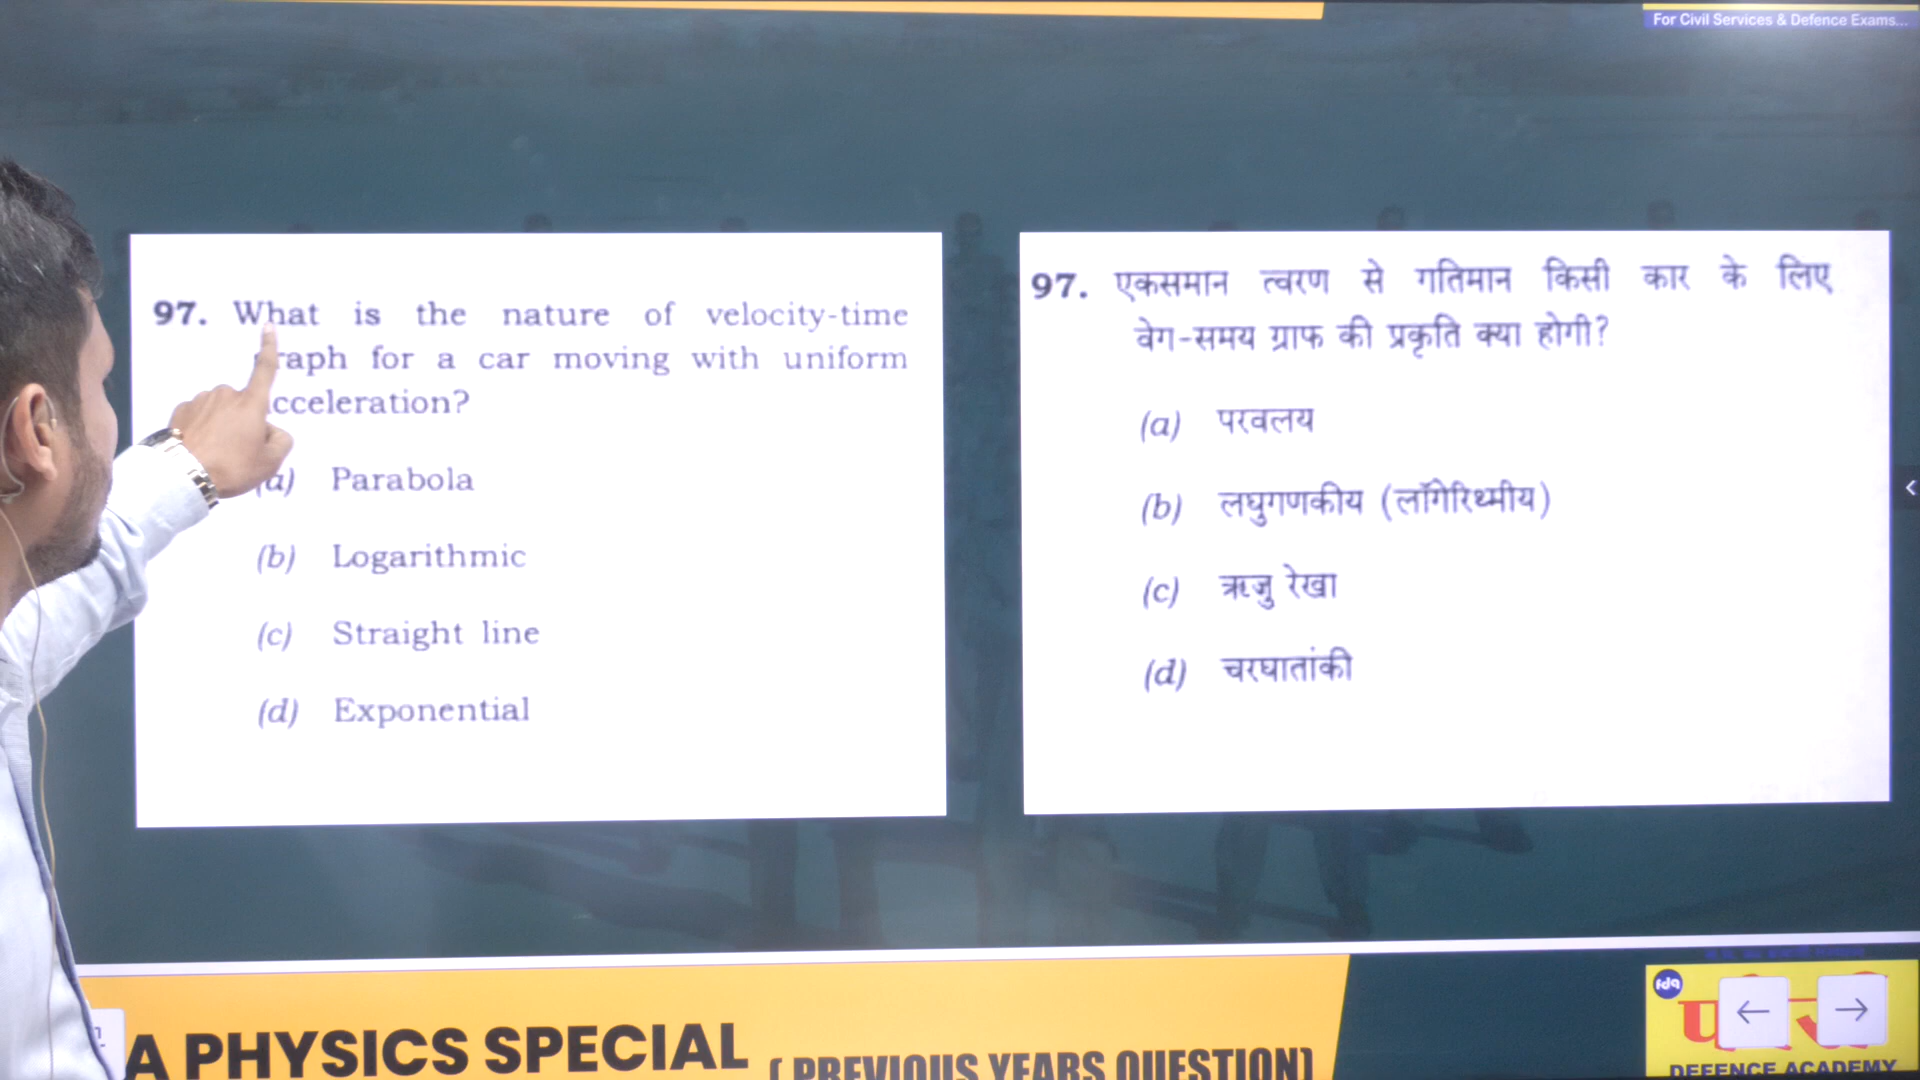 For Civil Services & Defence Exams...
97. What is the nature of velocity-time
graph for a car moving with uniform
acceleration?
(a) Parabola
(b) Logarithmic
(c) Straight line
(d) Exponential
97. एकसमान त्वरण से गतिमान किसी कार के लिए
वेग-समय ग्राफ की प्रकृति क्या होगी?
(a) परवलय
(b) लघुगणकीय (लॉगेरिथ्मीय)
(c) ऋजु रेखा
(d) चरघातांकी
A PHYSICS SPECIAL ( PREVIOUS YEARS QUESTION)
DEFENCE ACADEMY